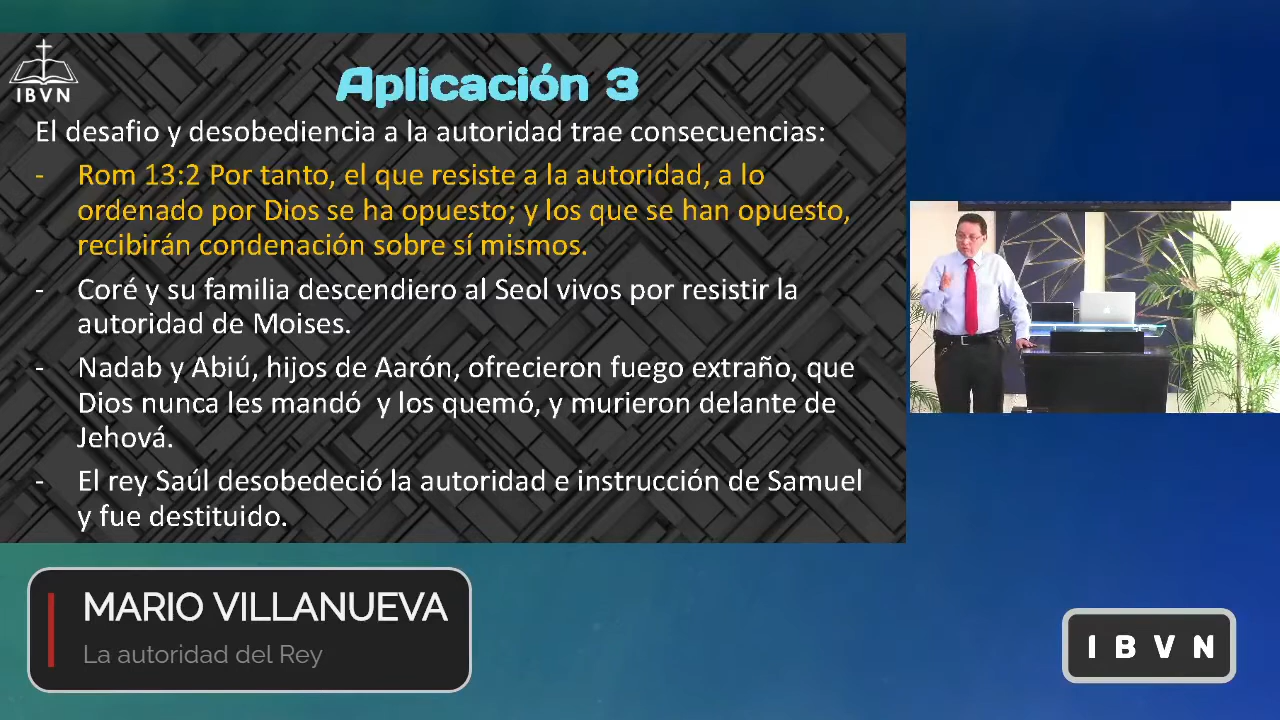 IBVN
Aplicación 3
El desafio y desobediencia a la autoridad trae consecuencias:
- Rom 13:2 Por tanto, el que resiste a la autoridad, a lo
ordenado por Dios se ha opuesto; y los que se han opuesto,
recibirán condenación sobre sí mismos.
- Coré y su familia descendiero al Seol vivos por resistir la
autoridad de Moises.
- Nadab y Abiú, hijos de Aarón, ofrecieron fuego extraño, que
Dios nunca les mandó y los quemó, y murieron delante de
Jehová.
- El rey Saúl desobedeció la autoridad e instrucción de Samuel
y fue destituido.
MARIO VILLANUEVA
La autoridad del Rey
IBVN